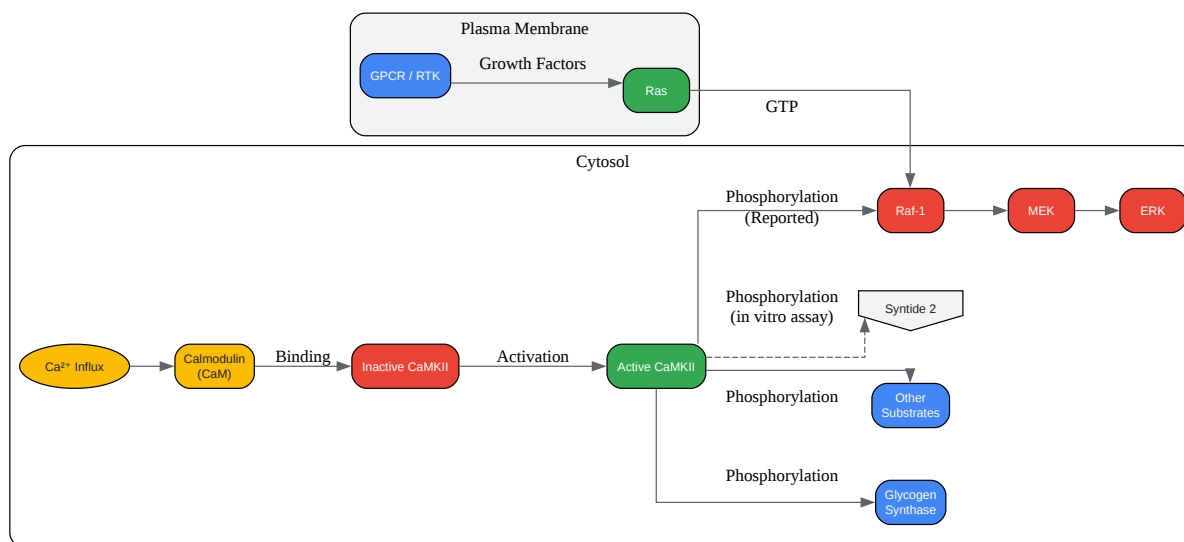 Plasma Membrane
GPCR / RTK
Growth Factors
Ras
GTP
Cytosol
Phosphorylation
(Reported)
Raf-1
MEK
ERK
Phosphorylation
(in vitro assay)
Syntide 2
Ca²⁺ Influx
Calmodulin
(CaM)
Binding
Inactive CaMKII
Activation
Active CaMKII
Phosphorylation
Other
Substrates
Phosphorylation
Glycogen
Synthase